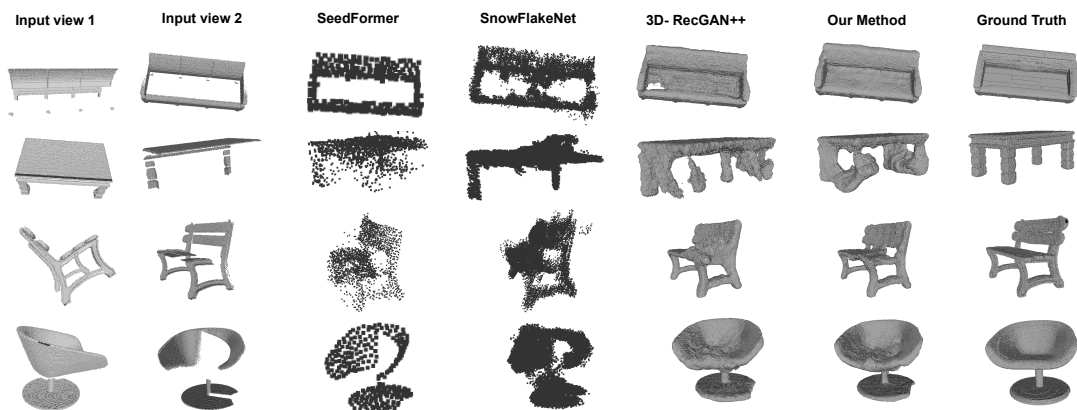 Input view 1 Input view 2 SeedFormer SnowFlakeNet 3D- RecGAN++ Our Method Ground Truth